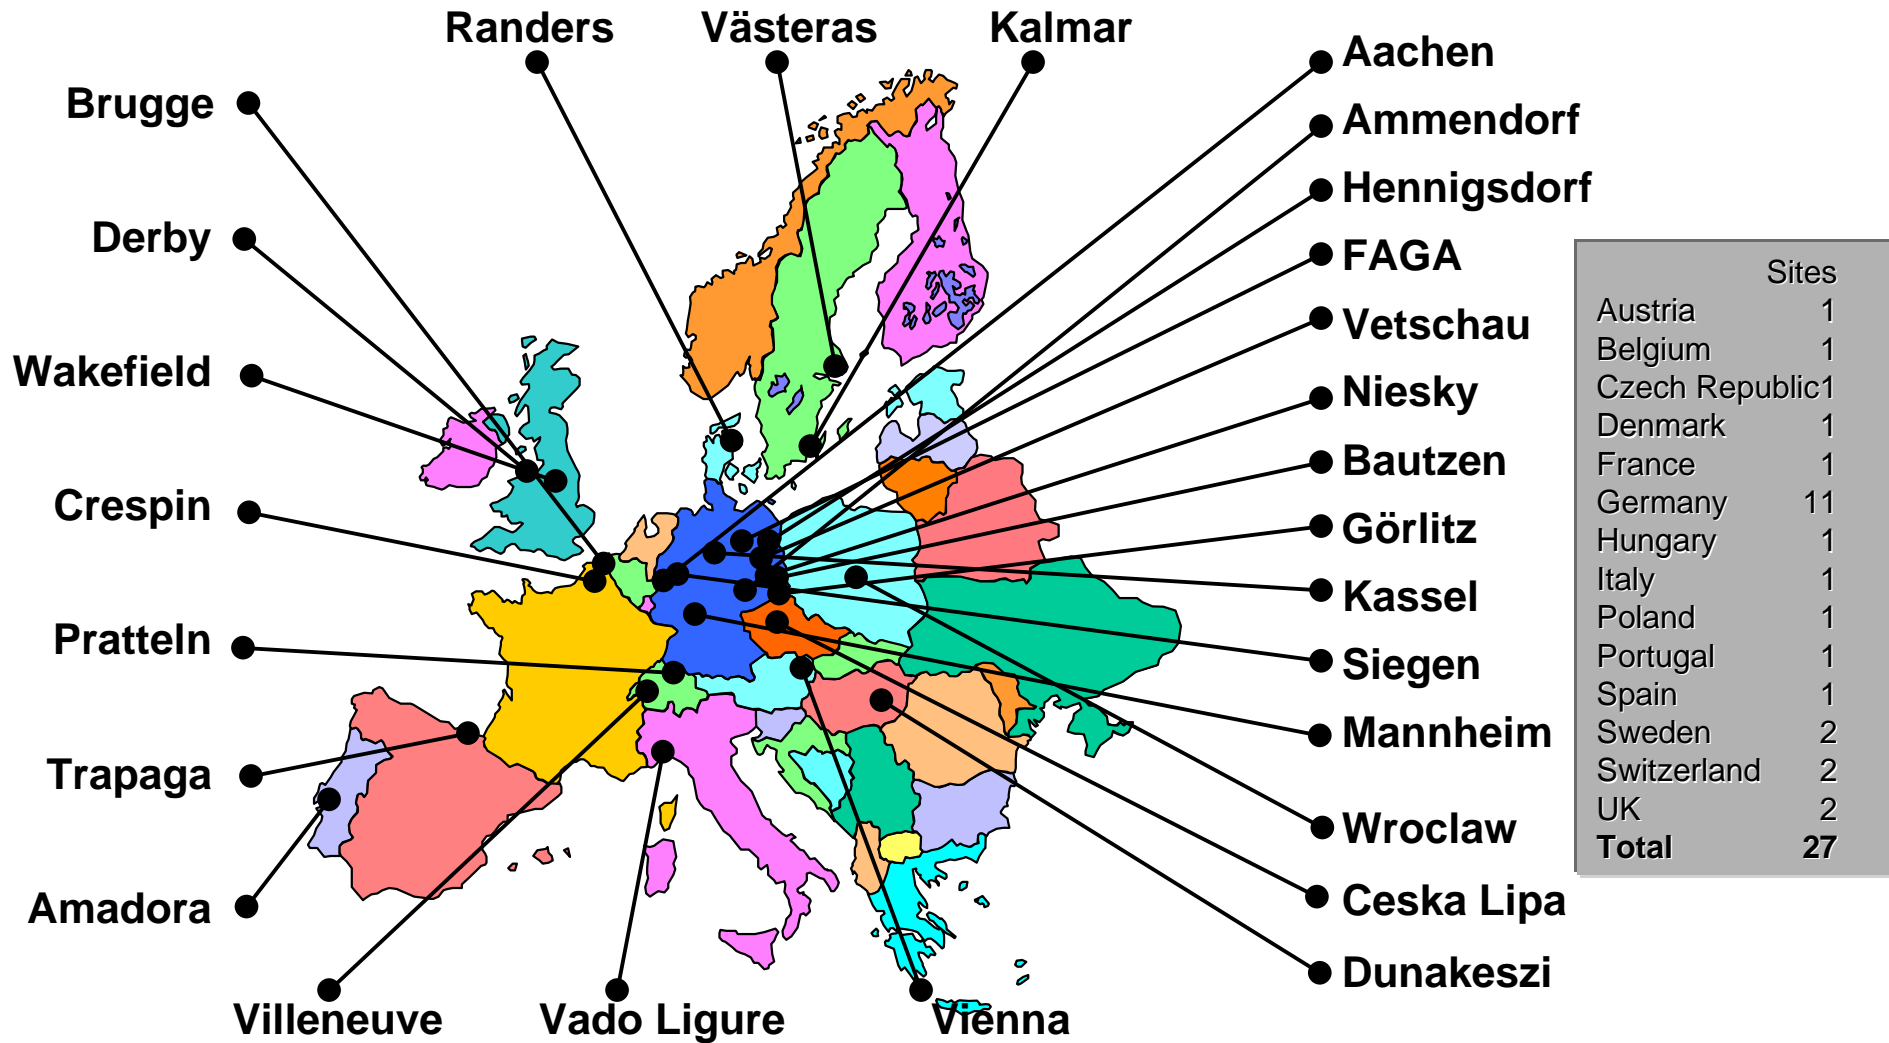 Randers
Västeras
Kalmar
Brugge
Derby
Wakefield
Crespin
Pratteln
Trapaga
Amadora
Villeneuve
Vado Ligure
Vienna
Aachen
Ammendorf
Hennigsdorf
FAGA
Vetschau
Niesky
Bautzen
Görlitz
Kassel
Siegen
Mannheim
Wroclaw
Ceska Lipa
Dunakeszi
Sites
Austria 1
Belgium 1
Czech Republic1
Denmark 1
France 1
Germany 11
Hungary 1
Italy 1
Poland 1
Portugal 1
Spain 1
Sweden 2
Switzerland 2
UK 2
Total 27